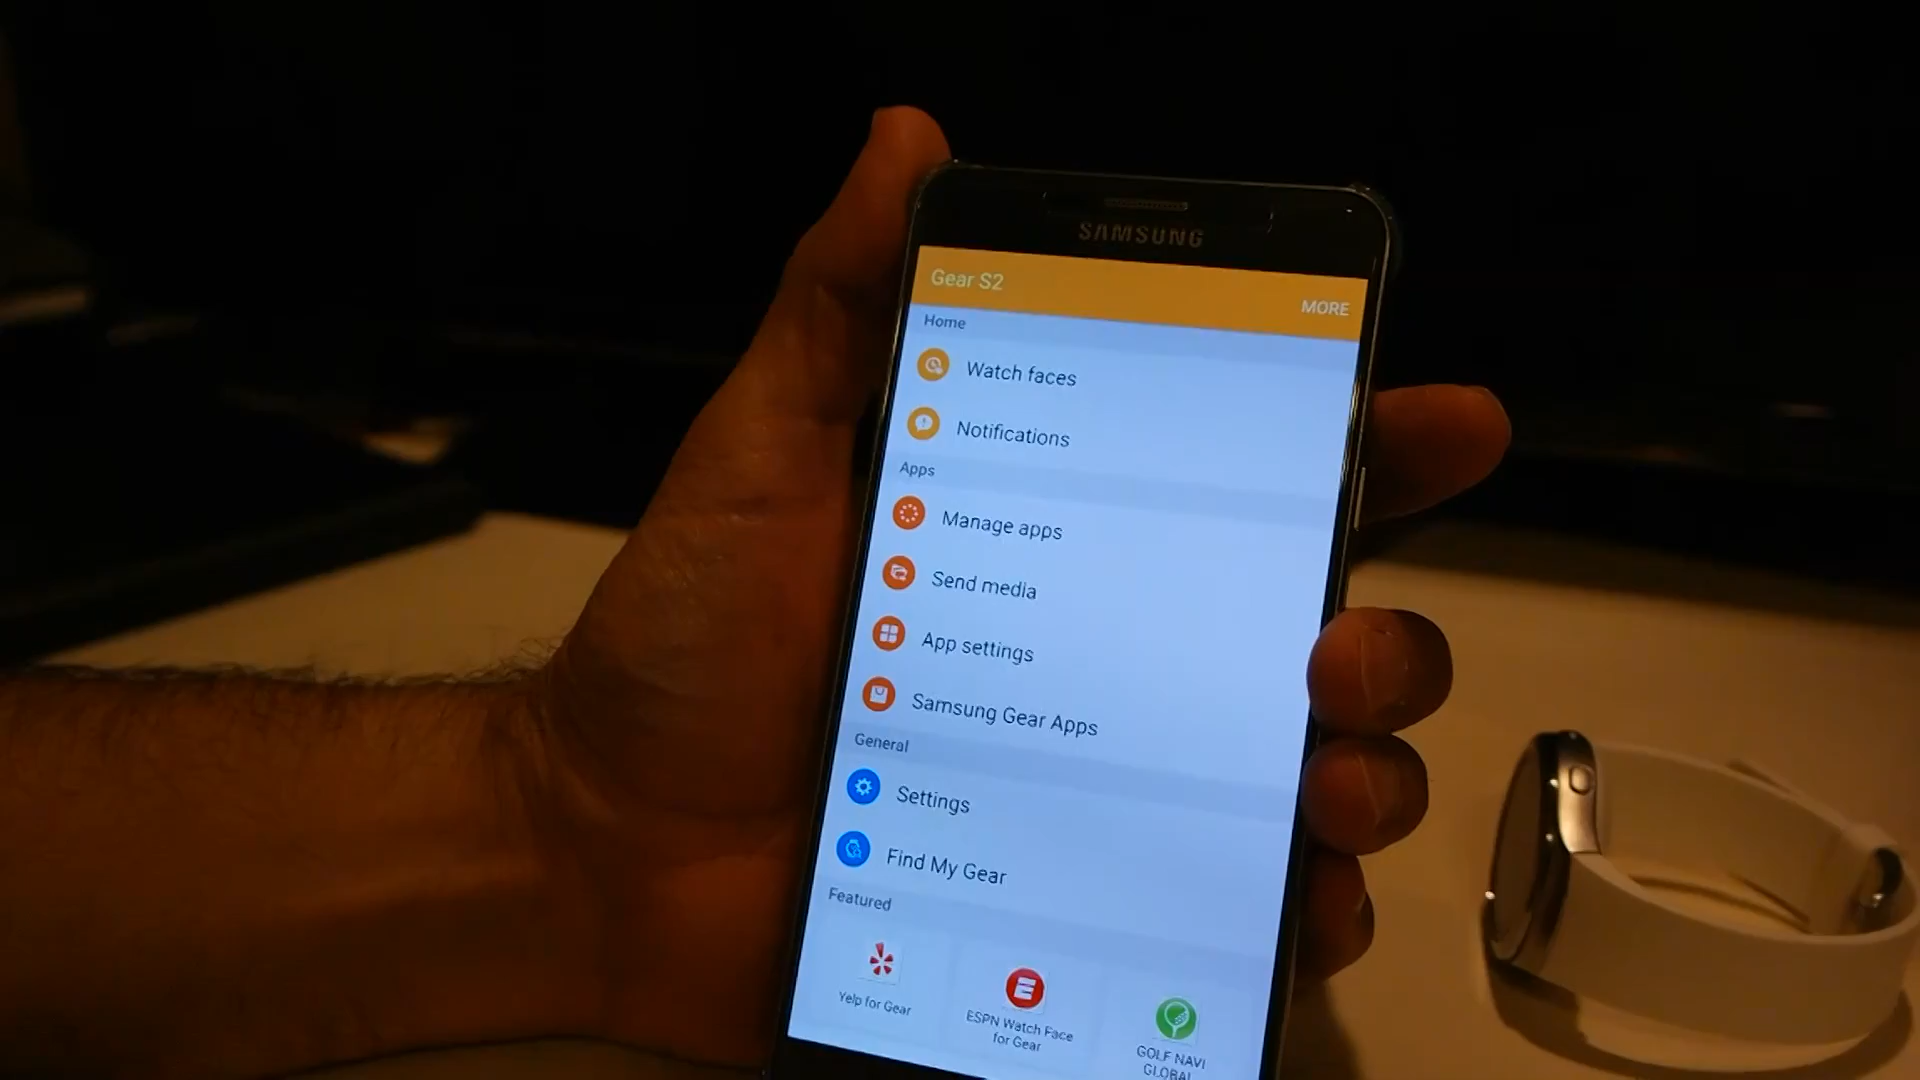 SAMSUNG
Gear S2
MORE
Home
Watch faces
Notifications
Apps
Manage apps
Send media
App settings
Samsung Gear Apps
General
Settings
Find My Gear
Featured
Yelp for Gear
ESPN Watch Face
for Gear
GOLF NAVI
GLOBAL